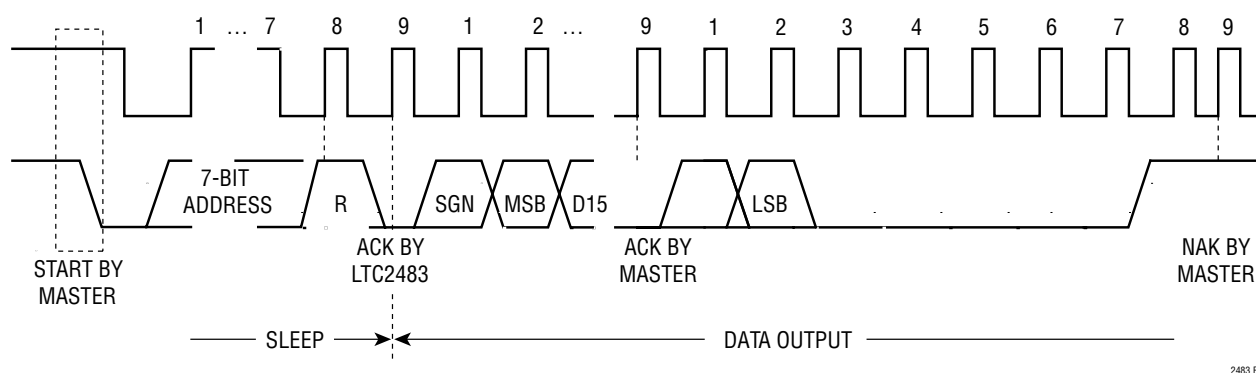 1 … 7 8 9 1 2 … 9 1 2 3 4 5 6 7 8 9
7-BIT
ADDRESS
R
SGN
MSB
D15
LSB
START BY
MASTER
ACK BY
LTC2483
ACK BY
MASTER
NAK BY
MASTER
SLEEP
DATA OUTPUT
2483 F